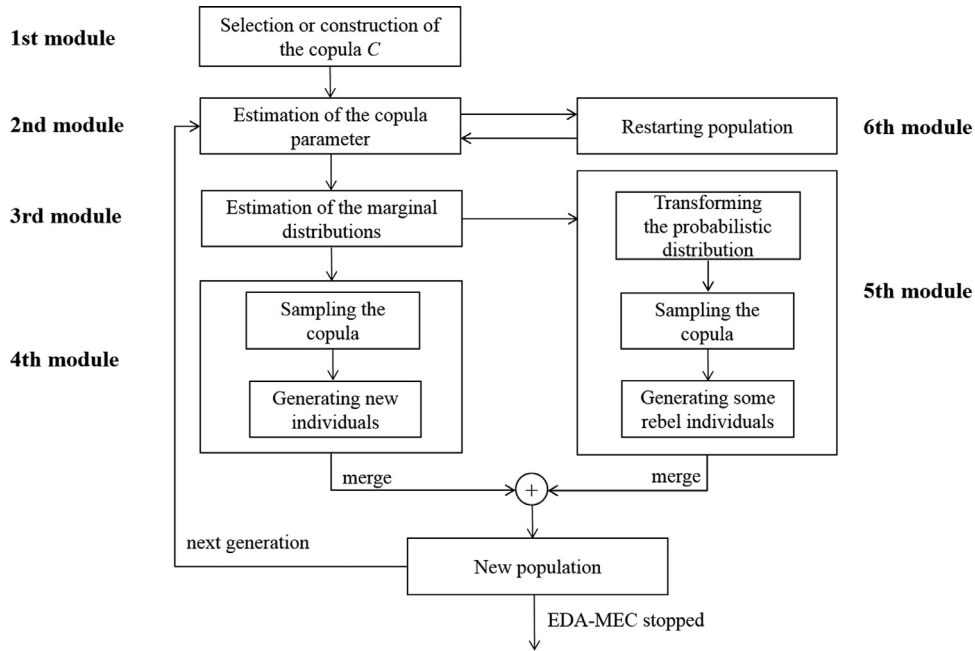 1st module
Selection or construction of
the copula C
2nd module
Estimation of the copula
parameter
Restarting population
6th module
3rd module
Estimation of the marginal
distributions
Transforming
the probabilistic
distribution
5th module
4th module
Sampling the
copula
Generating new
individuals
Sampling the
copula
Generating some
rebel individuals
merge
+
merge
next generation
New population
EDA-MEC stopped